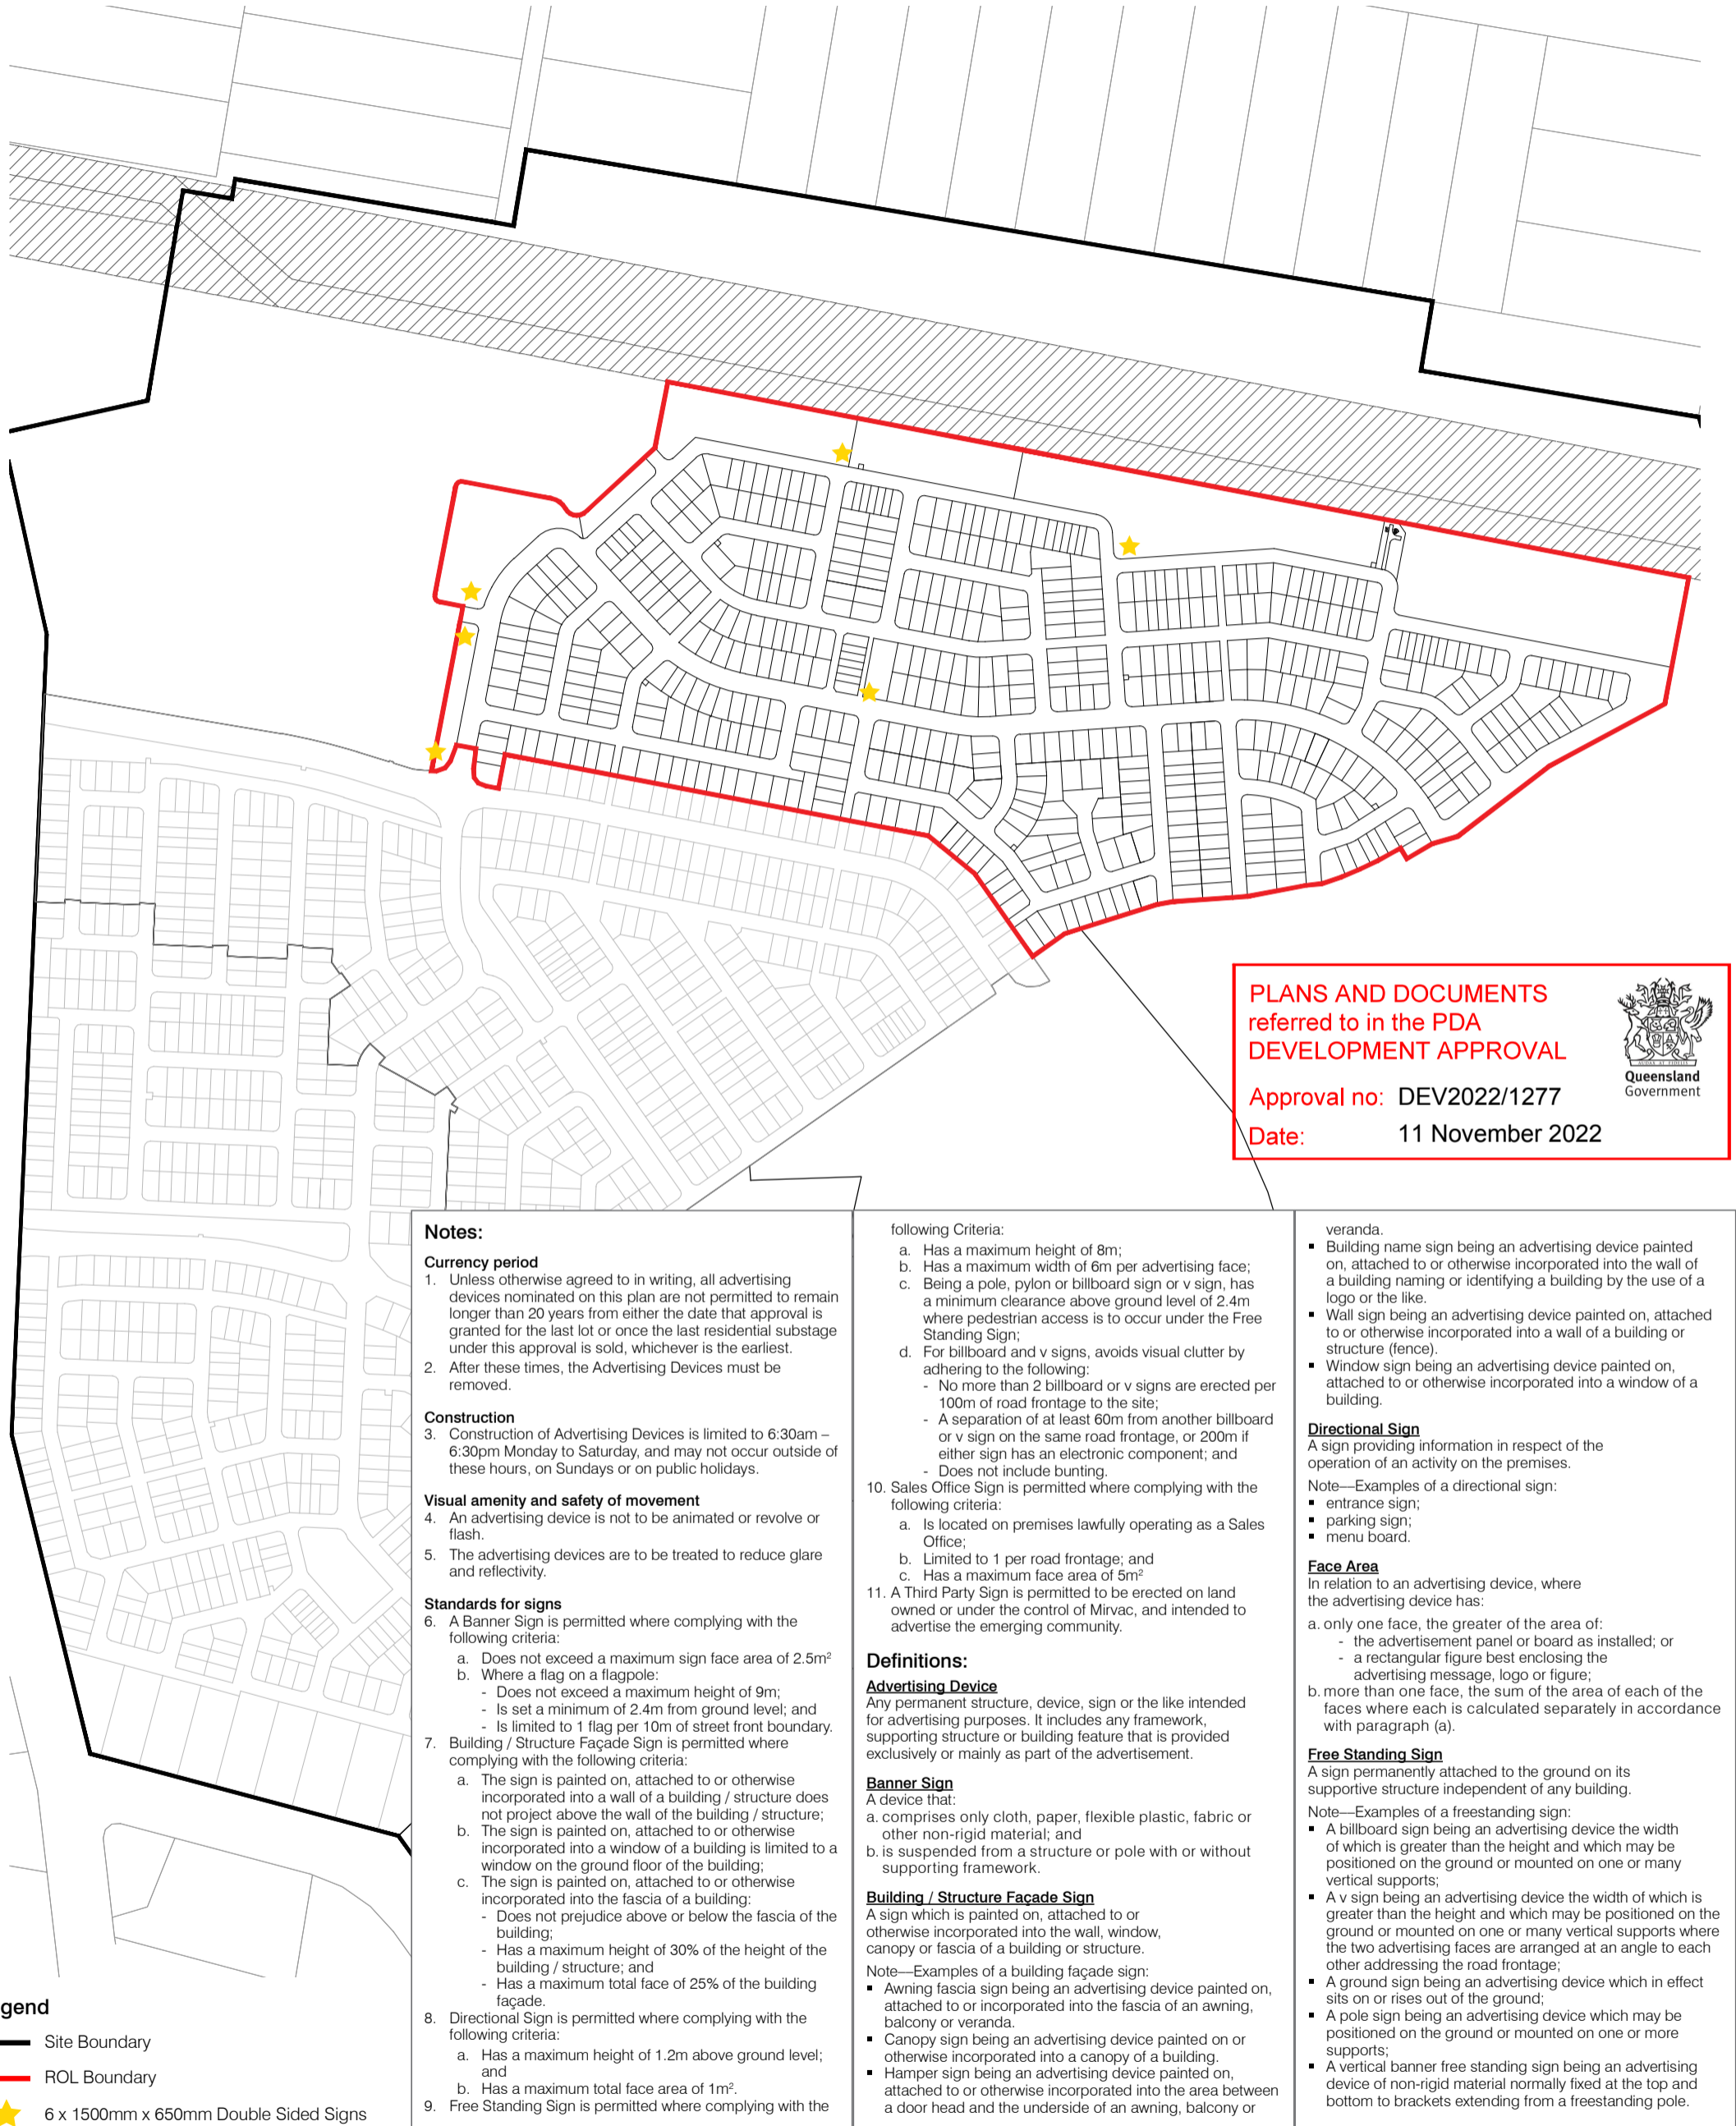 PLANS AND DOCUMENTS
referred to in the PDA
DEVELOPMENT APPROVAL
Approval no: DEV2022/1277
Date: 11 November 2022
Queensland
Government
Notes:
Currency period
1. Unless otherwise agreed to in writing, all advertising
devices nominated on this plan are not permitted to remain
longer than 20 years from either the date that approval is
granted for the last lot or once the last residential substage
under this approval is sold, whichever is the earliest.
2. After these times, the Advertising Devices must be
removed.
Construction
3. Construction of Advertising Devices is limited to 6:30am –
6:30pm Monday to Saturday, and may not occur outside of
these hours, on Sundays or on public holidays.
Visual amenity and safety of movement
4. An advertising device is not to be animated or revolve or
flash.
5. The advertising devices are to be treated to reduce glare
and reflectivity.
Standards for signs
6. A Banner Sign is permitted where complying with the
following criteria:
a. Does not exceed a maximum sign face area of 2.5m²
b. Where a flag on a flagpole:
- Does not exceed a maximum height of 9m;
- Is set a minimum of 2.4m from ground level; and
- Is limited to 1 flag per 10m of street front boundary.
7. Building / Structure Façade Sign is permitted where
complying with the following criteria:
a. The sign is painted on, attached to or otherwise
incorporated into a wall of a building / structure does
not project above the wall of the building / structure;
b. The sign is painted on, attached to or otherwise
incorporated into a window of a building is limited to a
window on the ground floor of the building;
c. The sign is painted on, attached to or otherwise
incorporated into the fascia of a building:
- Does not prejudice above or below the fascia of the
building;
- Has a maximum height of 30% of the height of the
building / structure; and
- Has a maximum total face of 25% of the building
façade.
8. Directional Sign is permitted where complying with the
following criteria:
a. Has a maximum height of 1.2m above ground level;
and
b. Has a maximum total face area of 1m².
9. Free Standing Sign is permitted where complying with the
following Criteria:
a. Has a maximum height of 8m;
b. Has a maximum width of 6m per advertising face;
c. Being a pole, pylon or billboard sign or v sign, has
a minimum clearance above ground level of 2.4m
where pedestrian access is to occur under the Free
Standing Sign;
d. For billboard and v signs, avoids visual clutter by
adhering to the following:
- No more than 2 billboard or v signs are erected per
100m of road frontage to the site;
- A separation of at least 60m from another billboard
or v sign on the same road frontage, or 200m if
either sign has an electronic component; and
- Does not include bunting.
10. Sales Office Sign is permitted where complying with the
following criteria:
a. Is located on premises lawfully operating as a Sales
Office;
b. Limited to 1 per road frontage; and
c. Has a maximum face area of 5m²
11. A Third Party Sign is permitted to be erected on land
owned or under the control of Mirvac, and intended to
advertise the emerging community.
Definitions:
Advertising Device
Any permanent structure, device, sign or the like intended
for advertising purposes. It includes any framework,
supporting structure or building feature that is provided
exclusively or mainly as part of the advertisement.
Banner Sign
A device that:
a. comprises only cloth, paper, flexible plastic, fabric or
other non-rigid material; and
b. is suspended from a structure or pole with or without
supporting framework.
Building / Structure Façade Sign
A sign which is painted on, attached to or
otherwise incorporated into the wall, window,
canopy or fascia of a building or structure.
Note—Examples of a building façade sign:
▪ Awning fascia sign being an advertising device painted on,
attached to or incorporated into the fascia of an awning,
balcony or veranda.
▪ Canopy sign being an advertising device painted on or
otherwise incorporated into a canopy of a building.
▪ Hamper sign being an advertising device painted on,
attached to or otherwise incorporated into the area between
a door head and the underside of an awning, balcony or
veranda.
▪ Building name sign being an advertising device painted
on, attached to or otherwise incorporated into the wall of
a building naming or identifying a building by the use of a
logo or the like.
▪ Wall sign being an advertising device painted on, attached
to or otherwise incorporated into a wall of a building or
structure (fence).
▪ Window sign being an advertising device painted on,
attached to or otherwise incorporated into a window of a
building.
Directional Sign
A sign providing information in respect of the
operation of an activity on the premises.
Note—Examples of a directional sign:
▪ entrance sign;
▪ parking sign;
▪ menu board.
Face Area
In relation to an advertising device, where
the advertising device has:
a. only one face, the greater of the area of:
- the advertisement panel or board as installed; or
- a rectangular figure best enclosing the
advertising message, logo or figure;
b. more than one face, the sum of the area of each of the
faces where each is calculated separately in accordance
with paragraph (a).
Free Standing Sign
A sign permanently attached to the ground on its
supportive structure independent of any building.
Note—Examples of a freestanding sign:
▪ A billboard sign being an advertising device the width
of which is greater than the height and which may be
positioned on the ground or mounted on one or many
vertical supports;
▪ A v sign being an advertising device the width of which is
greater than the height and which may be positioned on the
ground or mounted on one or many vertical supports where
the two advertising faces are arranged at an angle to each
other addressing the road frontage;
▪ A ground sign being an advertising device which in effect
sits on or rises out of the ground;
▪ A pole sign being an advertising device which may be
positioned on the ground or mounted on one or more
supports;
▪ A vertical banner free standing sign being an advertising
device of non-rigid material normally fixed at the top and
bottom to brackets extending from a freestanding pole.
gend
Site Boundary
ROL Boundary
6 x 1500mm x 650mm Double Sided Signs